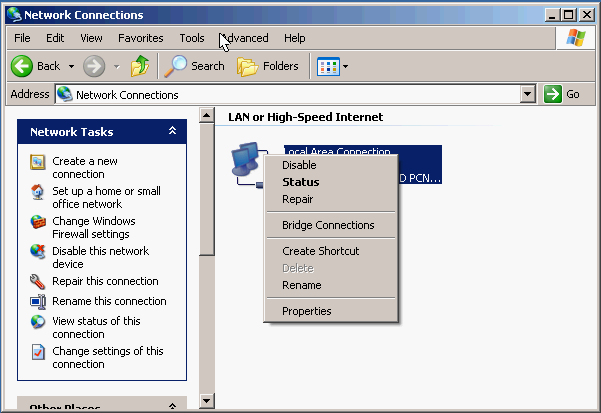 Network Connections
File Edit View Favorites Tools Advanced Help
Back Search Folders
Address Network Connections Go
Network Tasks
Create a new
connection
Set up a home or small
office network
Change Windows
Firewall settings
Disable this network
device
Repair this connection
Rename this connection
View status of this
connection
Change settings of this
connection
Other Places
LAN or High-Speed Internet
Local Area Connection
D PCN...
Disable
Status
Repair
Bridge Connections
Create Shortcut
Delete
Rename
Properties